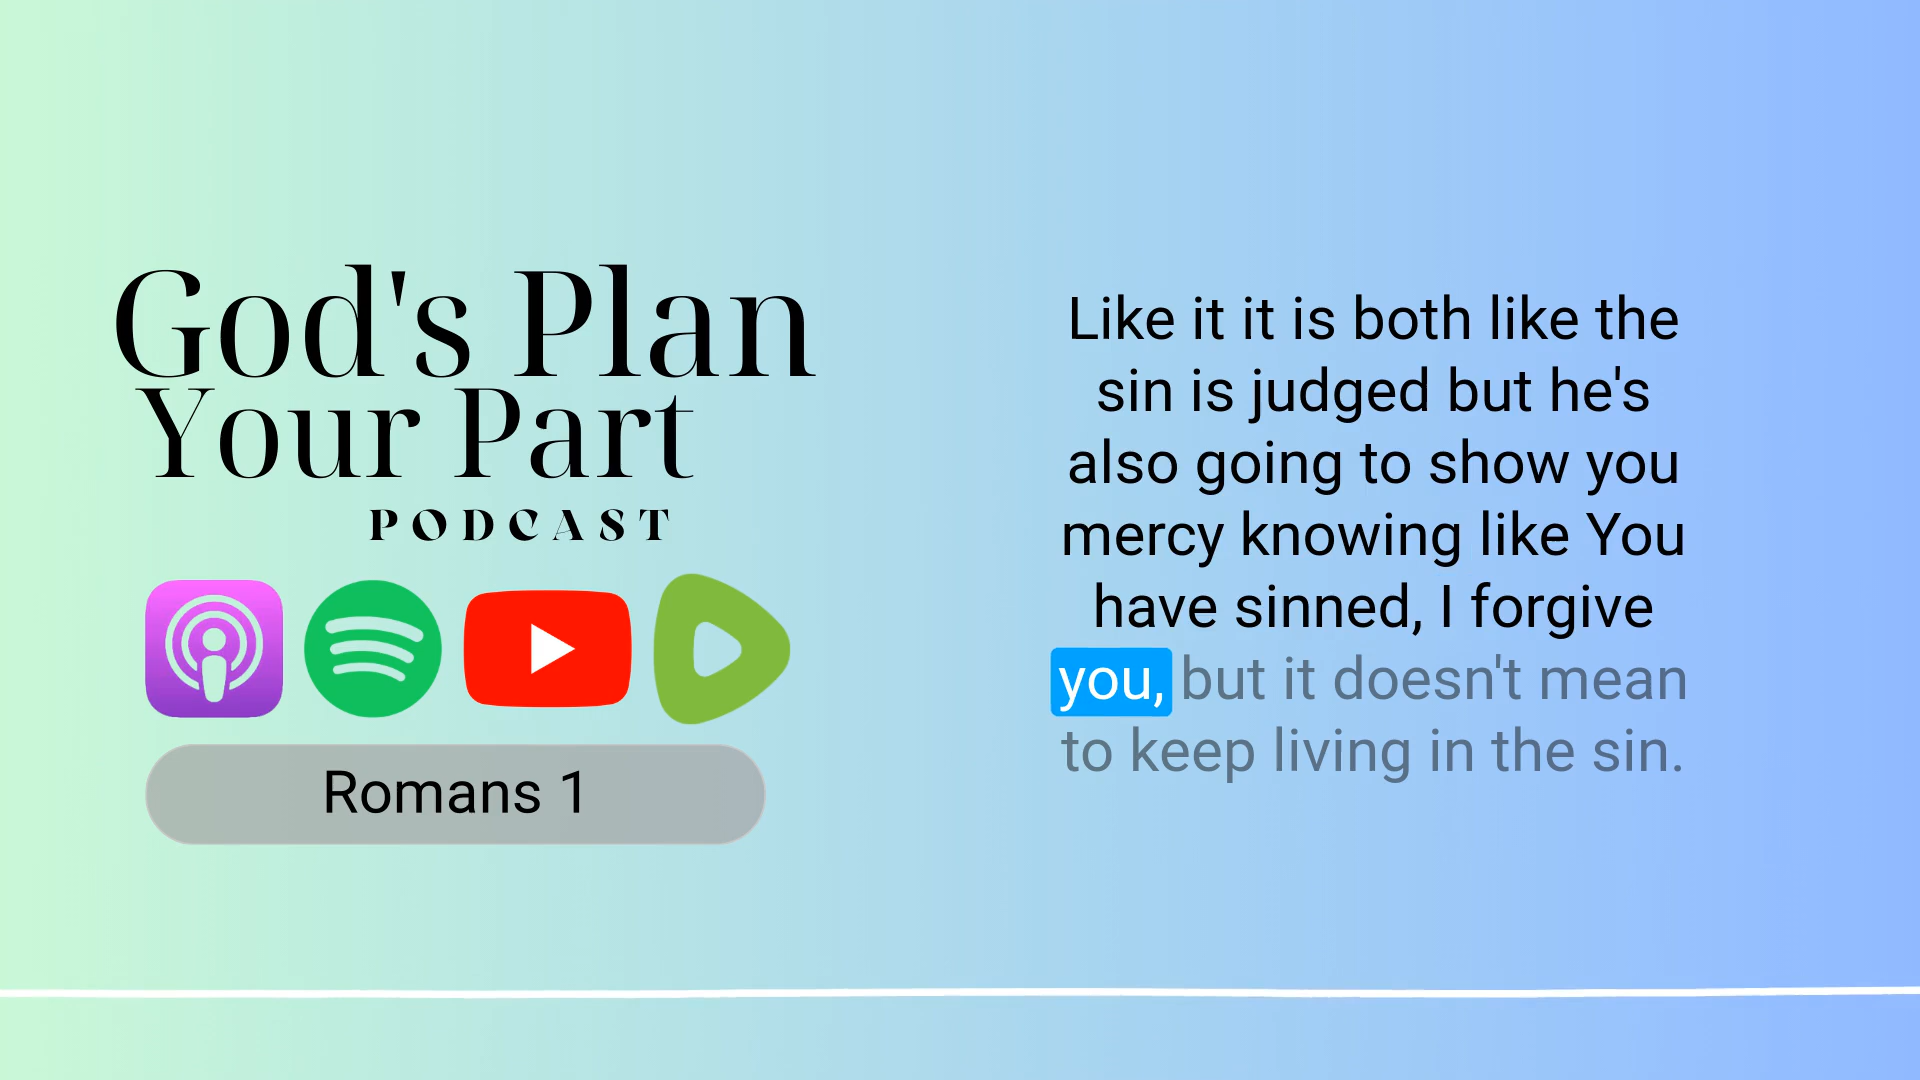 God's Plan
Your Part
PODCAST
Romans 1
Like it it is both like the
sin is judged but he's
also going to show you
mercy knowing like You
have sinned, I forgive
you, but it doesn't mean
to keep living in the sin.